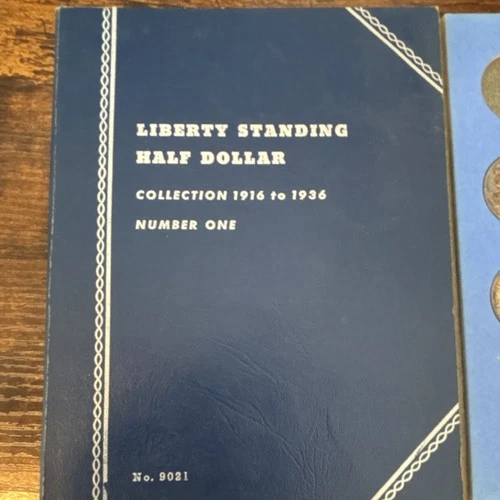 LIBERTY STANDING
HALF DOLLAR
COLLECTION 1916 to 1936
NUMBER ONE
No. 9021